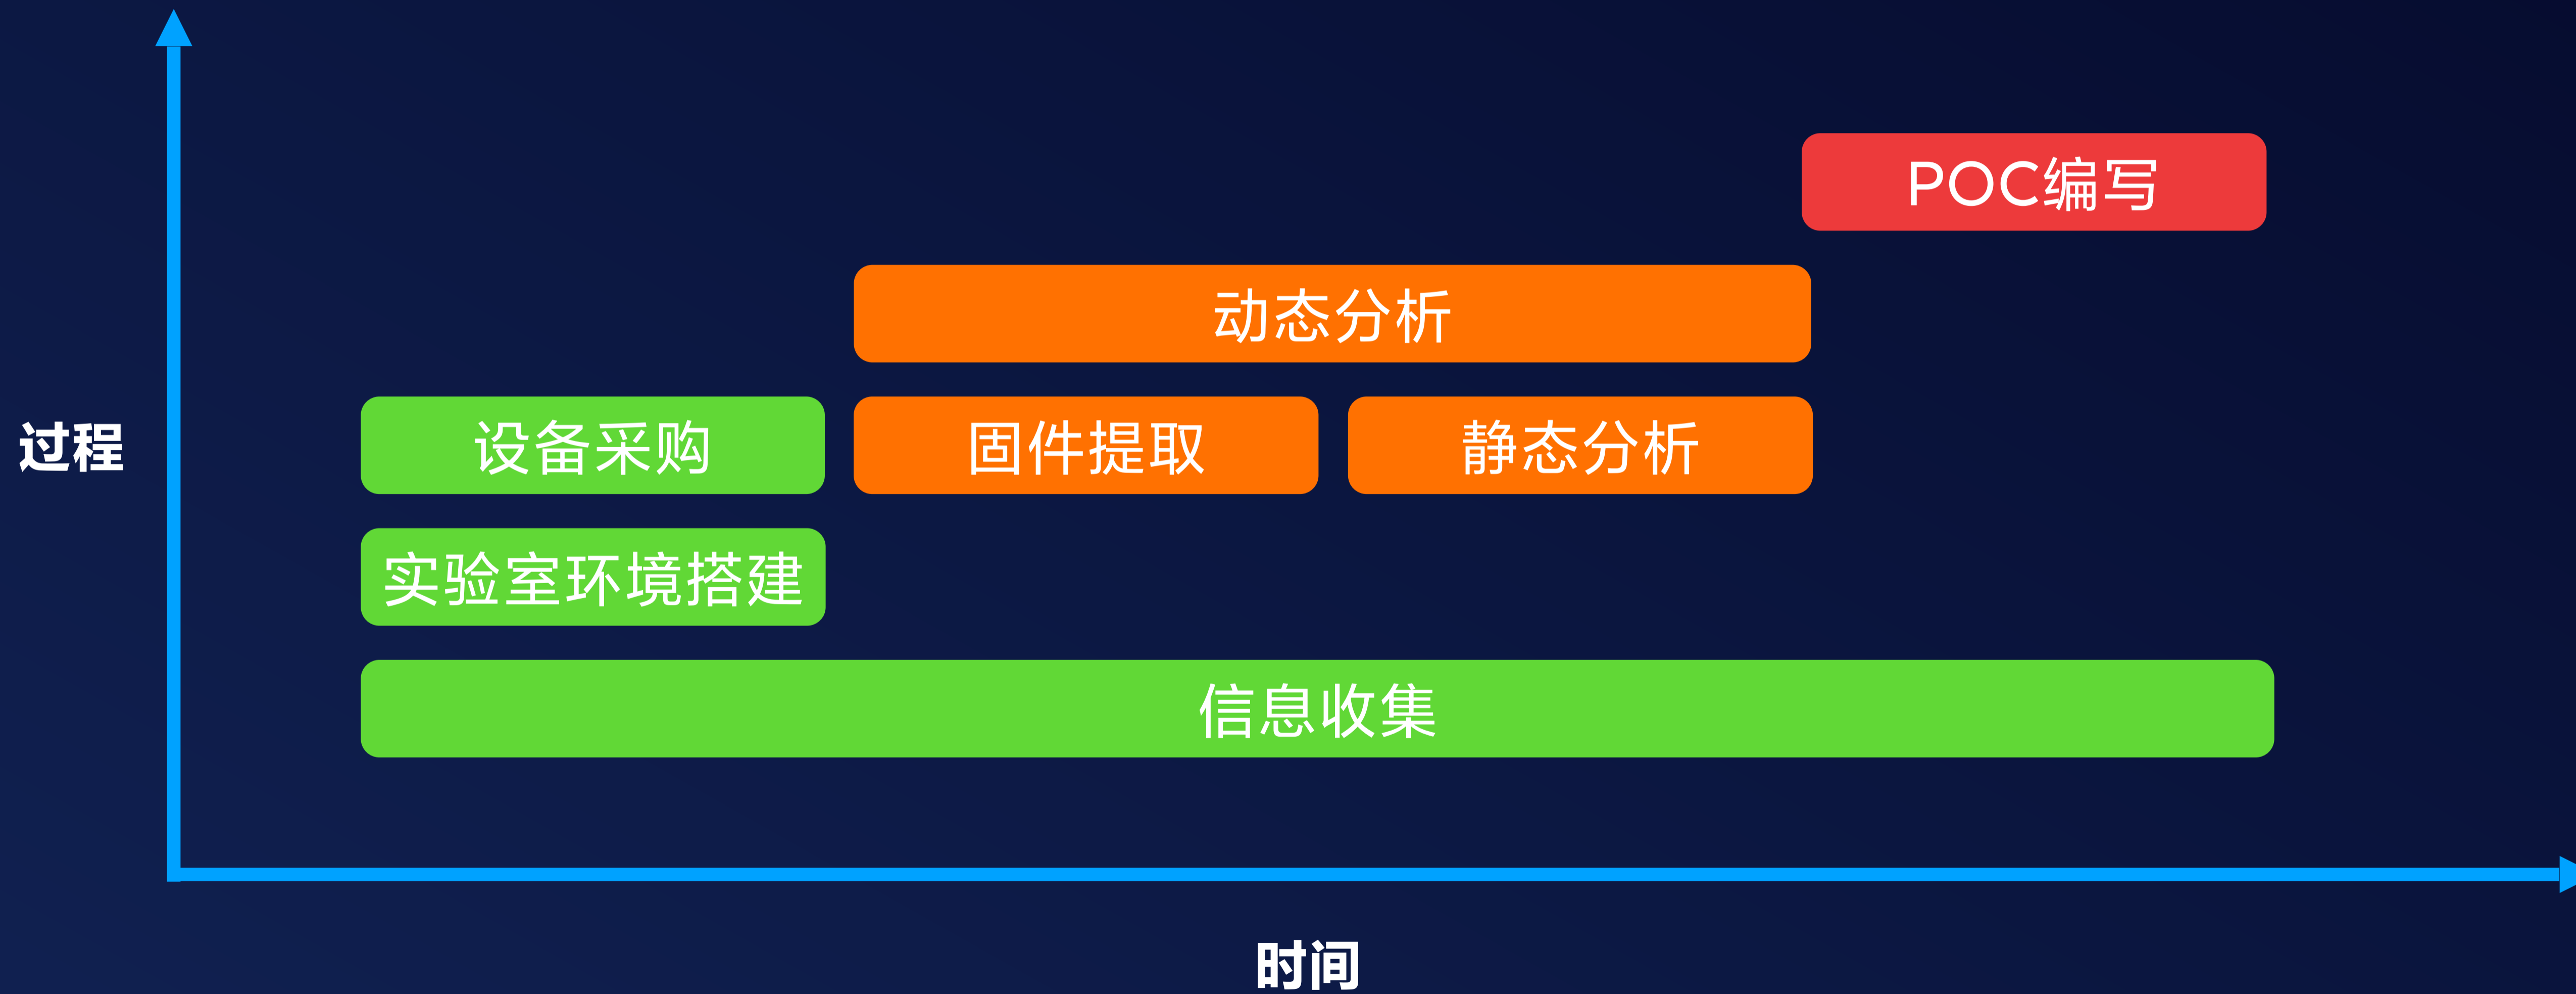 POC编写
动态分析
过程
设备采购
固件提取
静态分析
实验室环境搭建
信息收集
时间